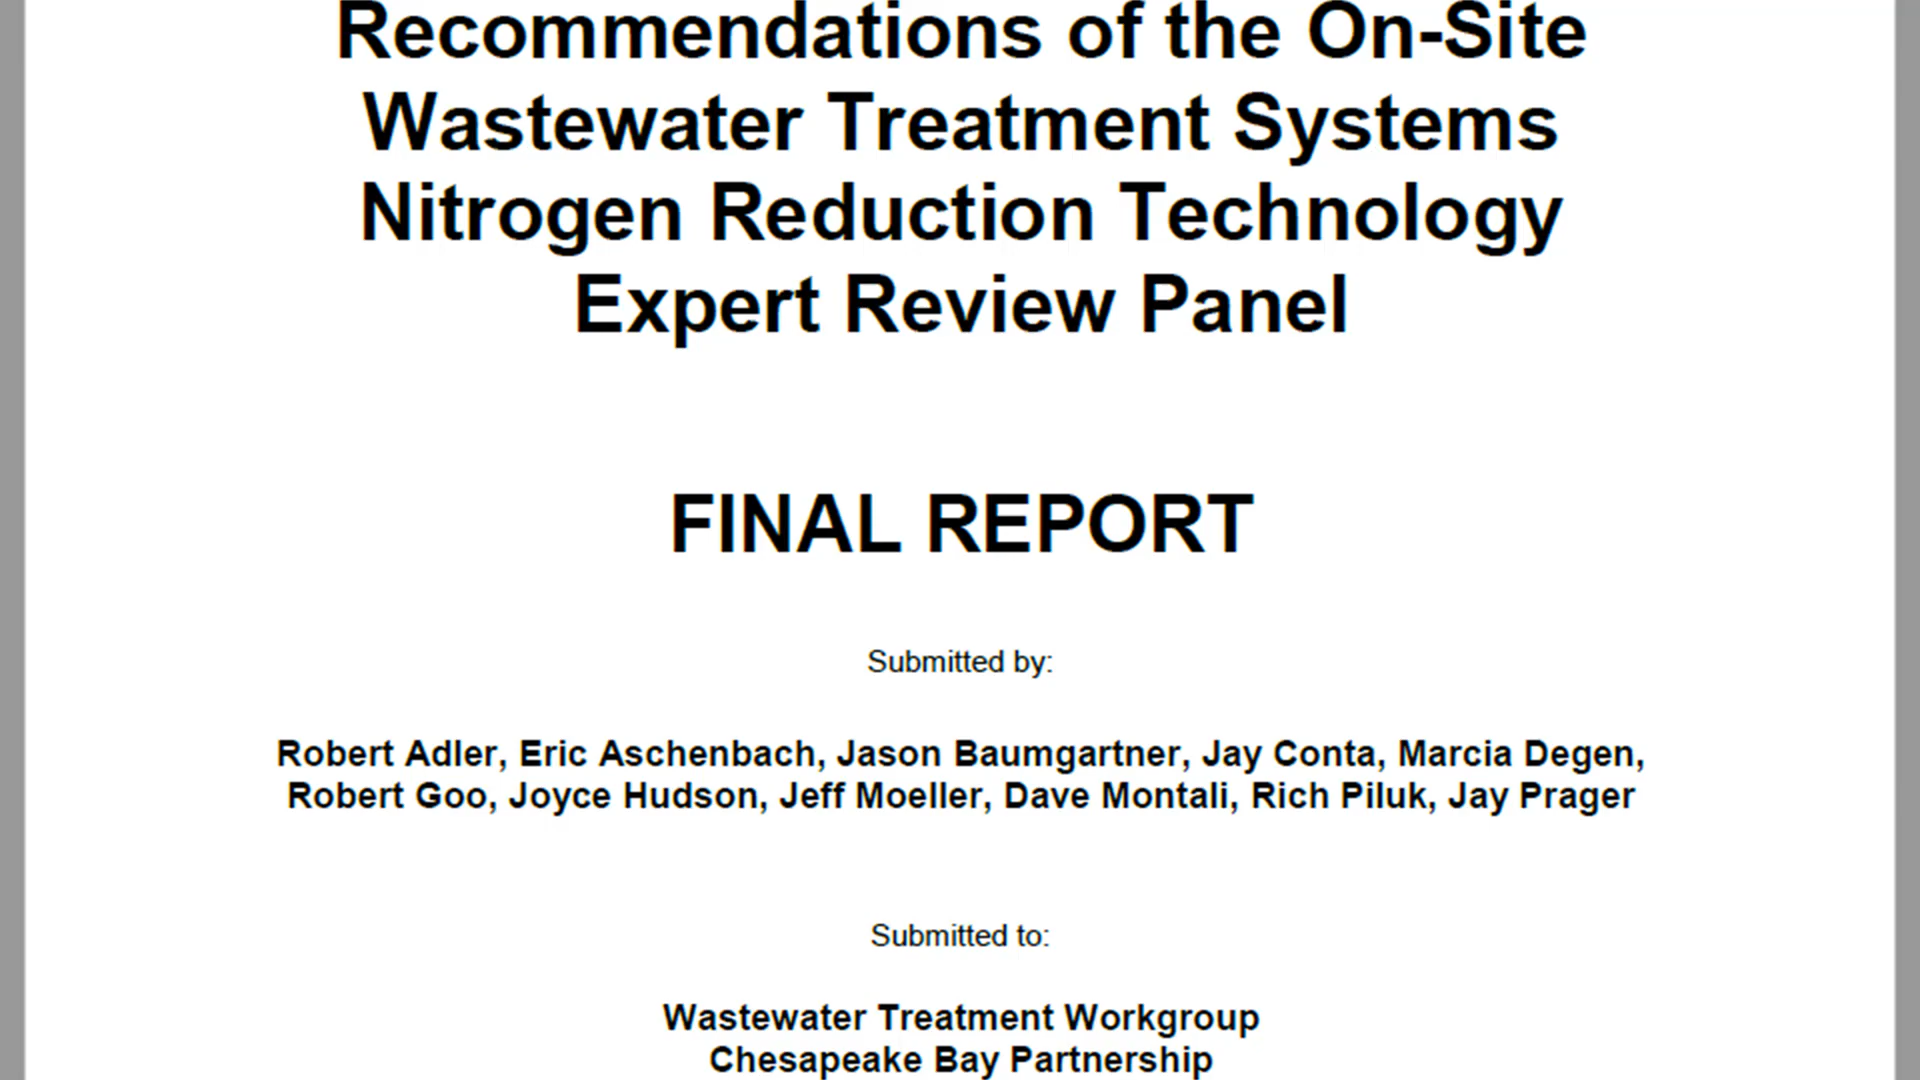 Recommendations of the On-Site
Wastewater Treatment Systems
Nitrogen Reduction Technology
Expert Review Panel
FINAL REPORT
Submitted by:
Robert Adler, Eric Aschenbach, Jason Baumgartner, Jay Conta, Marcia Degen,
Robert Goo, Joyce Hudson, Jeff Moeller, Dave Montali, Rich Piluk, Jay Prager
Submitted to:
Wastewater Treatment Workgroup
Chesapeake Bay Partnership